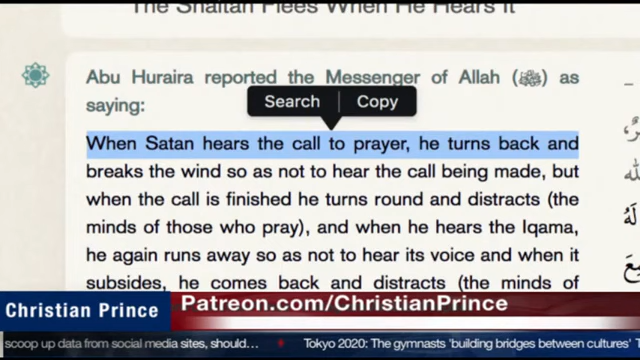 The Shaitan Flees When He Hears It
Abu Huraira reported the Messenger of Allah (ﷺ) as
saying:
Search Copy
When Satan hears the call to prayer, he turns back and
breaks the wind so as not to hear the call being made, but
when the call is finished he turns round and distracts (the
minds of those who pray), and when he hears the Iqama,
he again runs away so as not to hear its voice and when it
subsides, he comes back and distracts (the minds of
Christian Prince
Patreon.com/ChristianPrince
scoop up data from social media sites, should… Tokyo 2020: The gymnasts 'building bridges between cultures'